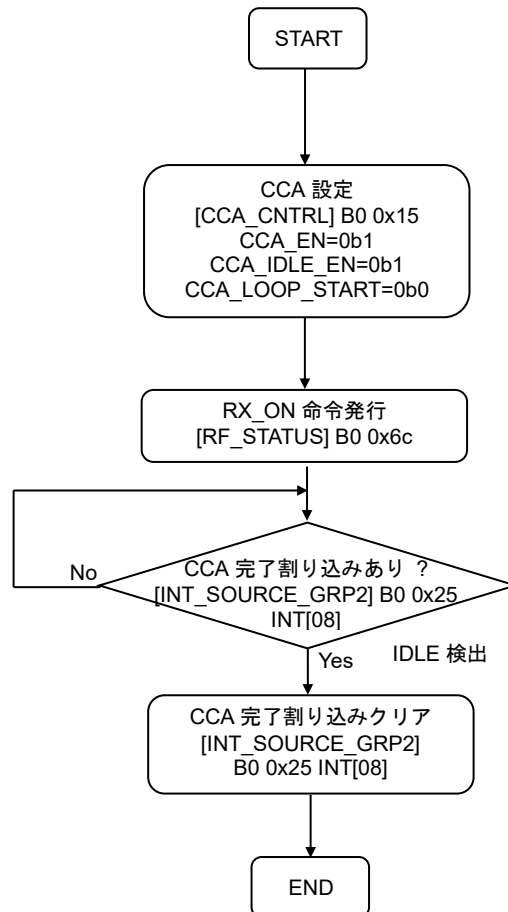 START
CCA 設定
[CCA_CNTRL] B0 0x15
CCA_EN=0b1
CCA_IDLE_EN=0b1
CCA_LOOP_START=0b0
RX_ON 命令発行
[RF_STATUS] B0 0x6c
No
CCA 完了割り込みあり ?
[INT_SOURCE_GRP2] B0 0x25
INT[08]
Yes
IDLE 検出
CCA 完了割り込みクリア
[INT_SOURCE_GRP2]
B0 0x25 INT[08]
END